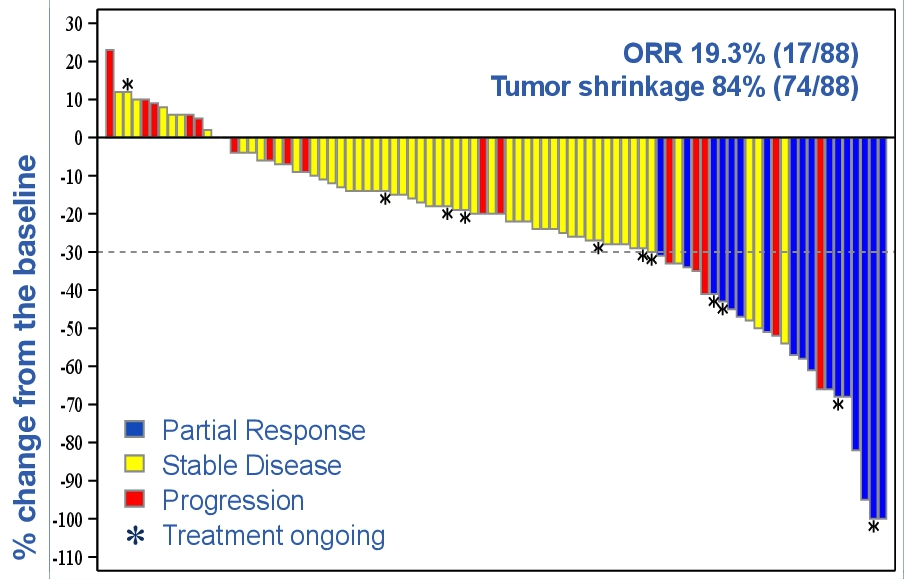 30
20
10
0
-10
-20
-30
-40
-50
-60
-70
-80
-90
-100
-110
% change from the baseline
ORR 19.3% (17/88)
Tumor shrinkage 84% (74/88)
Partial Response
Stable Disease
Progression
* Treatment ongoing